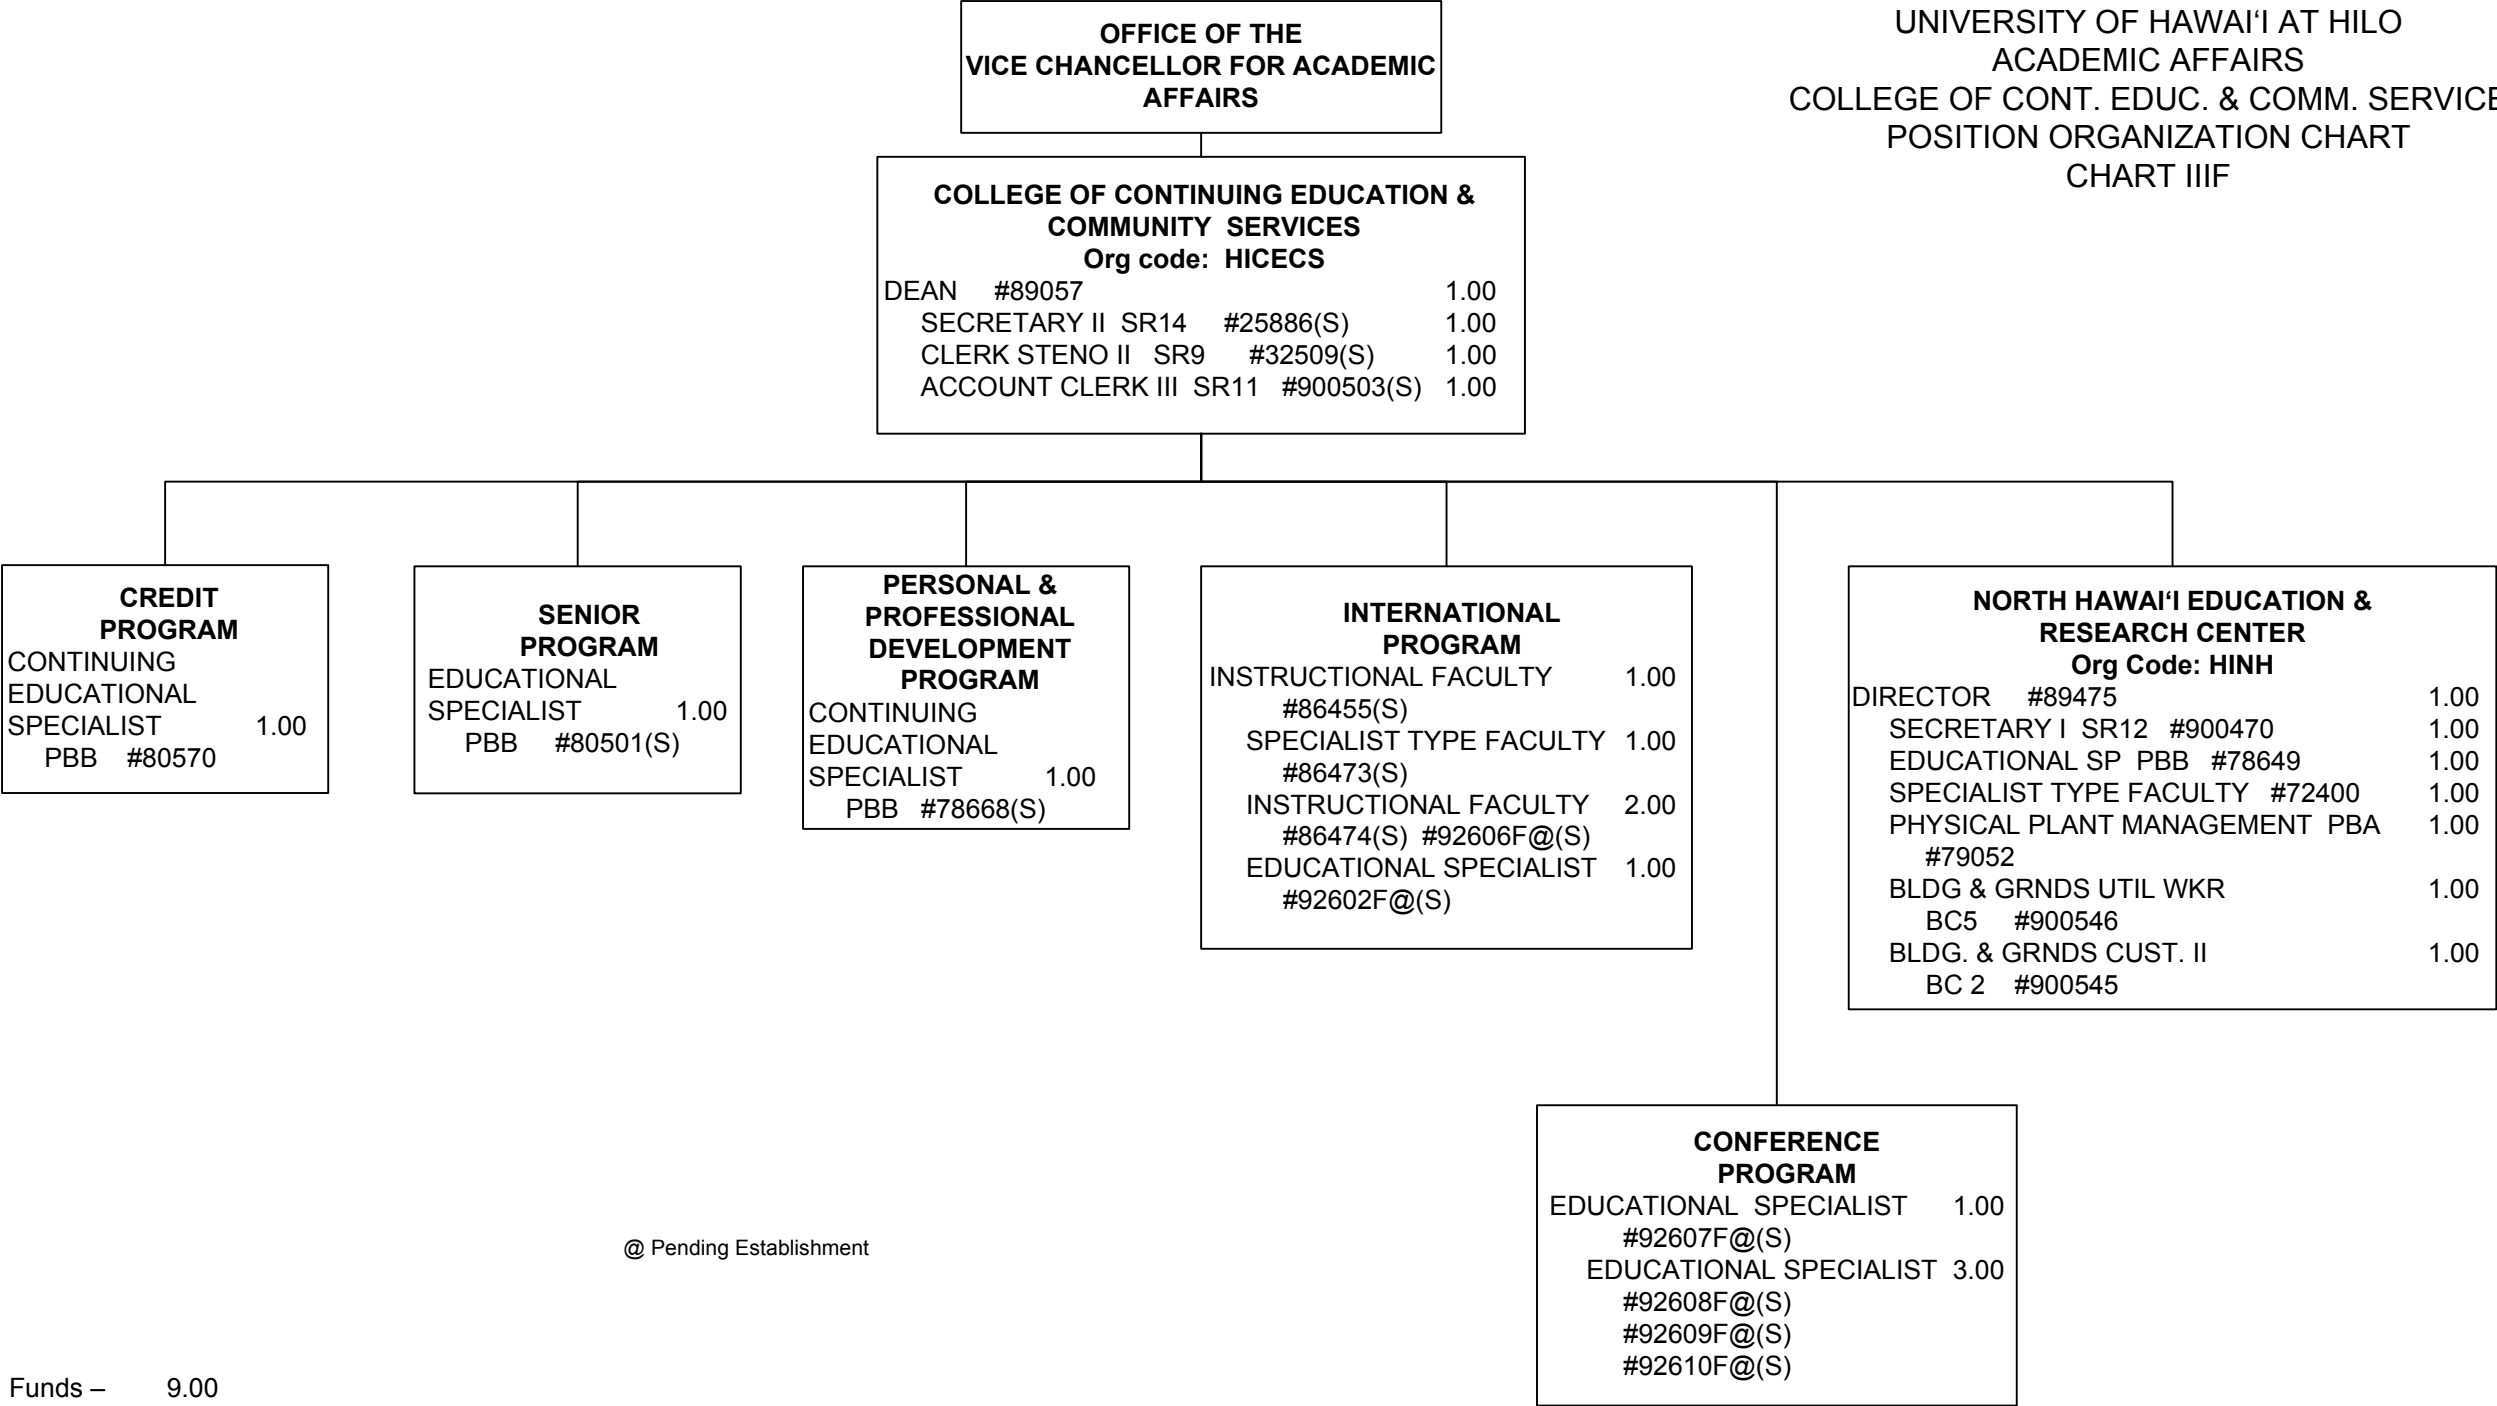 OFFICE OF THE
VICE CHANCELLOR FOR ACADEMIC
AFFAIRS
UNIVERSITY OF HAWAI‘I AT HILO
ACADEMIC AFFAIRS
COLLEGE OF CONT. EDUC. & COMM. SERVICE
POSITION ORGANIZATION CHART
CHART IIIF
COLLEGE OF CONTINUING EDUCATION &
COMMUNITY SERVICES
Org code: HICECS
DEAN #89057 1.00
SECRETARY II SR14 #25886(S) 1.00
CLERK STENO II SR9 #32509(S) 1.00
ACCOUNT CLERK III SR11 #900503(S) 1.00
CREDIT
PROGRAM
CONTINUING
EDUCATIONAL
SPECIALIST 1.00
PBB #80570
SENIOR
PROGRAM
EDUCATIONAL
SPECIALIST 1.00
PBB #80501(S)
PERSONAL &
PROFESSIONAL
DEVELOPMENT
PROGRAM
CONTINUING
EDUCATIONAL
SPECIALIST 1.00
PBB #78668(S)
INTERNATIONAL
PROGRAM
INSTRUCTIONAL FACULTY 1.00
#86455(S)
SPECIALIST TYPE FACULTY 1.00
#86473(S)
INSTRUCTIONAL FACULTY 2.00
#86474(S) #92606F@(S)
EDUCATIONAL SPECIALIST 1.00
#92602F@(S)
NORTH HAWAI‘I EDUCATION &
RESEARCH CENTER
Org Code: HINH
DIRECTOR #89475 1.00
SECRETARY I SR12 #900470 1.00
EDUCATIONAL SP PBB #78649 1.00
SPECIALIST TYPE FACULTY #72400 1.00
PHYSICAL PLANT MANAGEMENT PBA 1.00
#79052
BLDG & GRNDS UTIL WKR 1.00
BC5 #900546
BLDG. & GRNDS CUST. II 1.00
BC 2 #900545
CONFERENCE
PROGRAM
EDUCATIONAL SPECIALIST 1.00
#92607F@(S)
EDUCATIONAL SPECIALIST 3.00
#92608F@(S)
#92609F@(S)
#92610F@(S)
@ Pending Establishment
Funds – 9.00